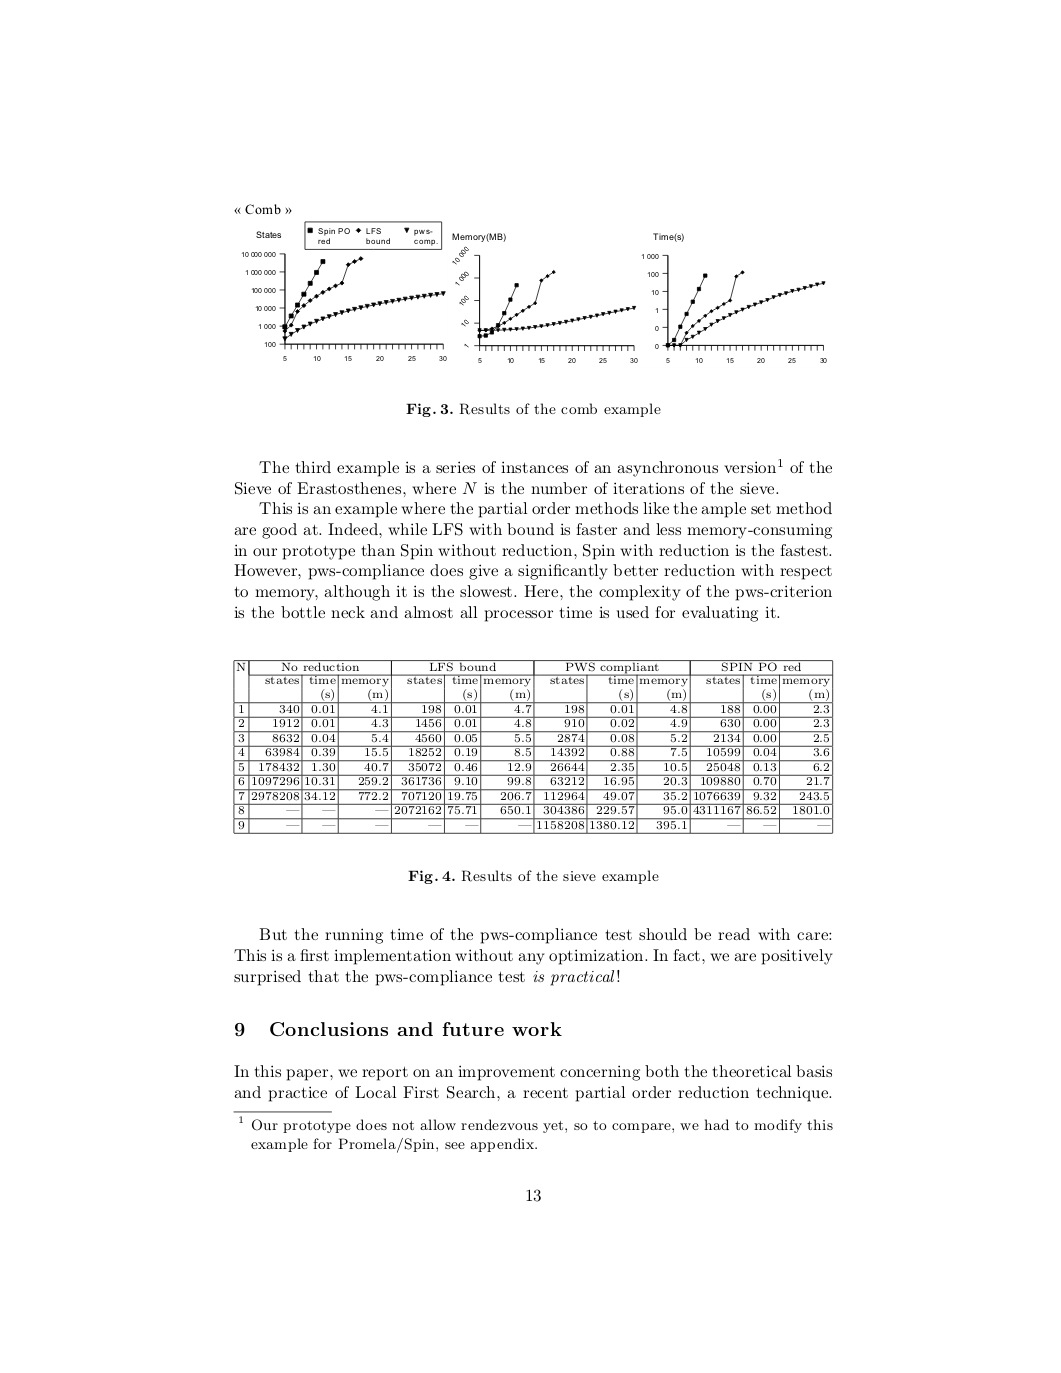 « Comb »
States
Spin PO red
LFS bound
pws-comp.
10 000 000
1 000 000
100 000
10 000
1 000
100
5 10 15 20 25 30
Memory(MB)
10 000
1 000
100
10
1
5 10 15 20 25 30
Time(s)
1 000
100
10
1
0
0
5 10 15 20 25 30
Fig. 3. Results of the comb example
The third example is a series of instances of an asynchronous version1 of the
Sieve of Erastosthenes, where N is the number of iterations of the sieve.
This is an example where the partial order methods like the ample set method
are good at. Indeed, while LFS with bound is faster and less memory-consuming
in our prototype than Spin without reduction, Spin with reduction is the fastest.
However, pws-compliance does give a significantly better reduction with respect
to memory, although it is the slowest. Here, the complexity of the pws-criterion
is the bottle neck and almost all processor time is used for evaluating it.
N No reduction LFS bound PWS compliant SPIN PO red
states time memory states time memory states time memory states time memory
(s) (m) (s) (m) (s) (m) (s) (m)
1 340 0.01 4.1 198 0.01 4.7 198 0.01 4.8 188 0.00 2.3
2 1912 0.01 4.3 1456 0.01 4.8 910 0.02 4.9 630 0.00 2.3
3 8632 0.04 5.4 4560 0.05 5.5 2874 0.08 5.2 2134 0.00 2.5
4 63984 0.39 15.5 18252 0.19 8.5 14392 0.88 7.5 10599 0.04 3.6
5 178432 1.30 40.7 35072 0.46 12.9 26644 2.35 10.5 25048 0.13 6.2
6 1097296 10.31 259.2 361736 9.10 99.8 63212 16.95 20.3 109880 0.70 21.7
7 2978208 34.12 772.2 707120 19.75 206.7 112964 49.07 35.2 1076639 9.32 243.5
8 — — — 2072162 75.71 650.1 304386 229.57 95.0 4311167 86.52 1801.0
9 — — — — — — 1158208 1380.12 395.1 — — —
Fig. 4. Results of the sieve example
But the running time of the pws-compliance test should be read with care:
This is a first implementation without any optimization. In fact, we are positively
surprised that the pws-compliance test is practical!
9 Conclusions and future work
In this paper, we report on an improvement concerning both the theoretical basis
and practice of Local First Search, a recent partial order reduction technique.
1 Our prototype does not allow rendezvous yet, so to compare, we had to modify this
example for Promela/Spin, see appendix.
13